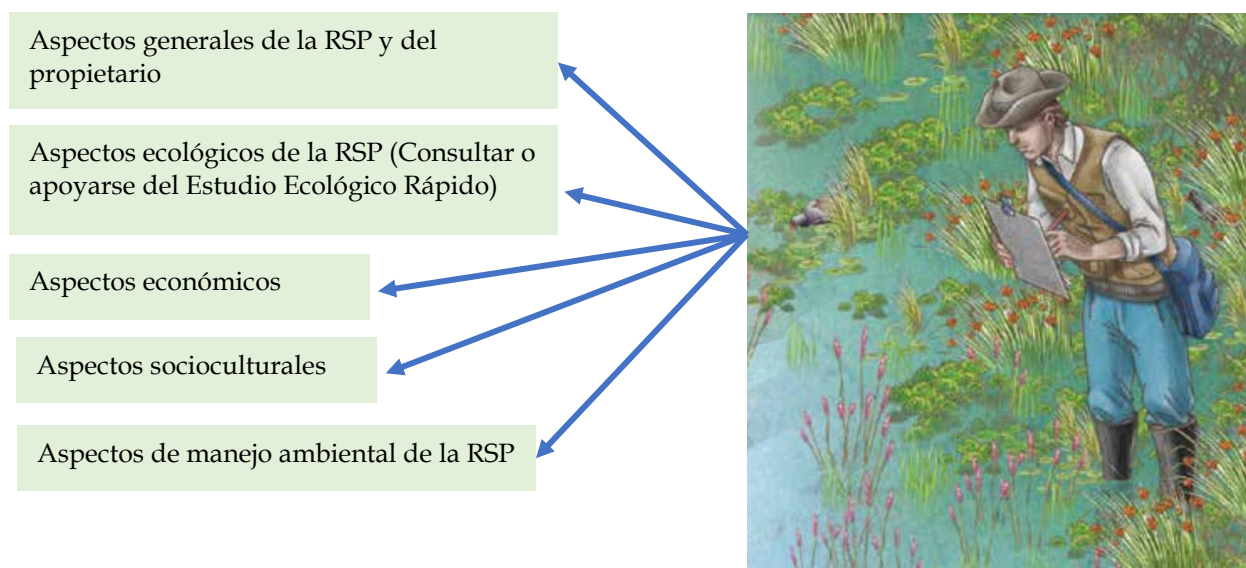 Aspectos generales de la RSP y del
propietario
Aspectos ecológicos de la RSP (Consultar o
apoyarse del Estudio Ecológico Rápido)
Aspectos económicos
Aspectos socioculturales
Aspectos de manejo ambiental de la RSP